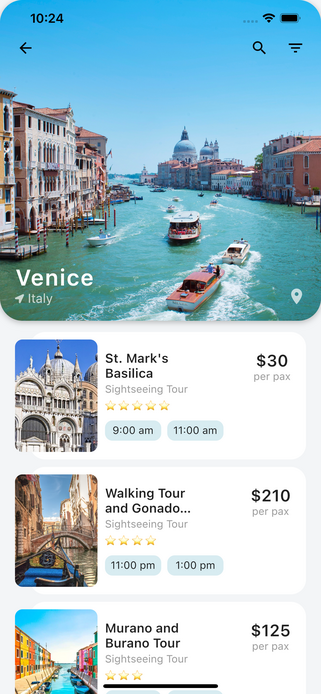 10:24
Venice
Italy
St. Mark's
Basilica
$30
per pax
Sightseeing Tour
⭐⭐⭐⭐⭐
9:00 am 11:00 am
Walking Tour
and Gonado...
$210
per pax
Sightseeing Tour
⭐⭐⭐⭐
11:00 pm 1:00 pm
Murano and
Burano Tour
$125
per pax
Sightseeing Tour
⭐⭐⭐